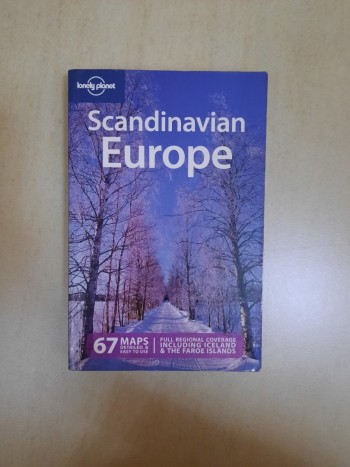 lonely planet
Scandinavian
Europe
67 MAPS
DETAILED &
EASY TO USE
FULL REGIONAL COVERAGE
INCLUDING ICELAND
& THE FAROE ISLANDS